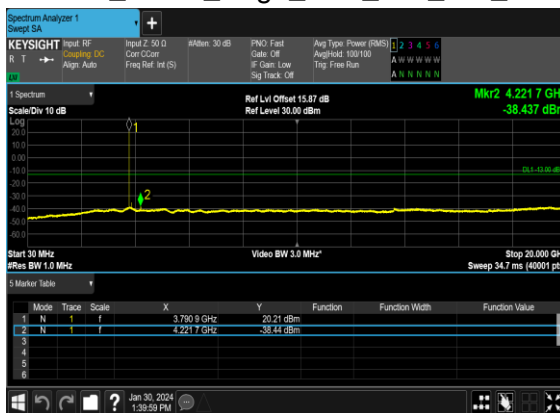 Spectrum Analyzer 1
Swept SA
+
KEYSIGHT Input: RF Input Z: 50 Ω #Atten: 30 dB PNO: Fast Avg Type: Power (RMS) 1 2 3 4 5 6
R T Coupling: DC Corr CCorr Gate: Off Avg|Hold: 100/100 A W W W W W
Align: Auto Freq Ref: Int (S) IF Gain: Low Trig: Free Run
Sig Track: Off A N N N N N
1 Spectrum Ref Lvl Offset 15.87 dB Mkr2 4.221 7 GH
Scale/Div 10 dB Ref Level 30.00 dBm -38.437 dBr
Log
20.0
10.0
0.00
-10.0
-20.0
-30.0
-40.0
-50.0
-60.0
1
DL1 -13.00 dB
2
Start 30 MHz Video BW 3.0 MHz* Stop 20.000 GH
#Res BW 1.0 MHz Sweep 34.7 ms (40001 pt
5 Marker Table
Mode Trace Scale X Y Function Function Width Function Value
1 N 1 f 3.790 9 GHz 20.21 dBm
2 N 1 f 4.221 7 GHz -38.44 dBm
3
4
5
6
? Jan 30, 2024
1:39:59 PM